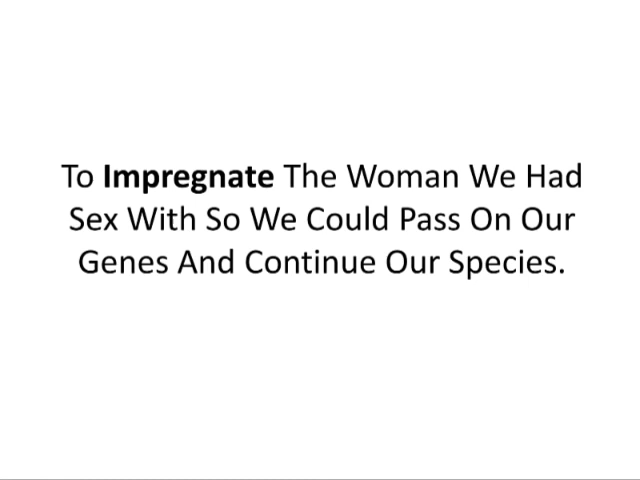 To Impregnate The Woman We Had
Sex With So We Could Pass On Our
Genes And Continue Our Species.